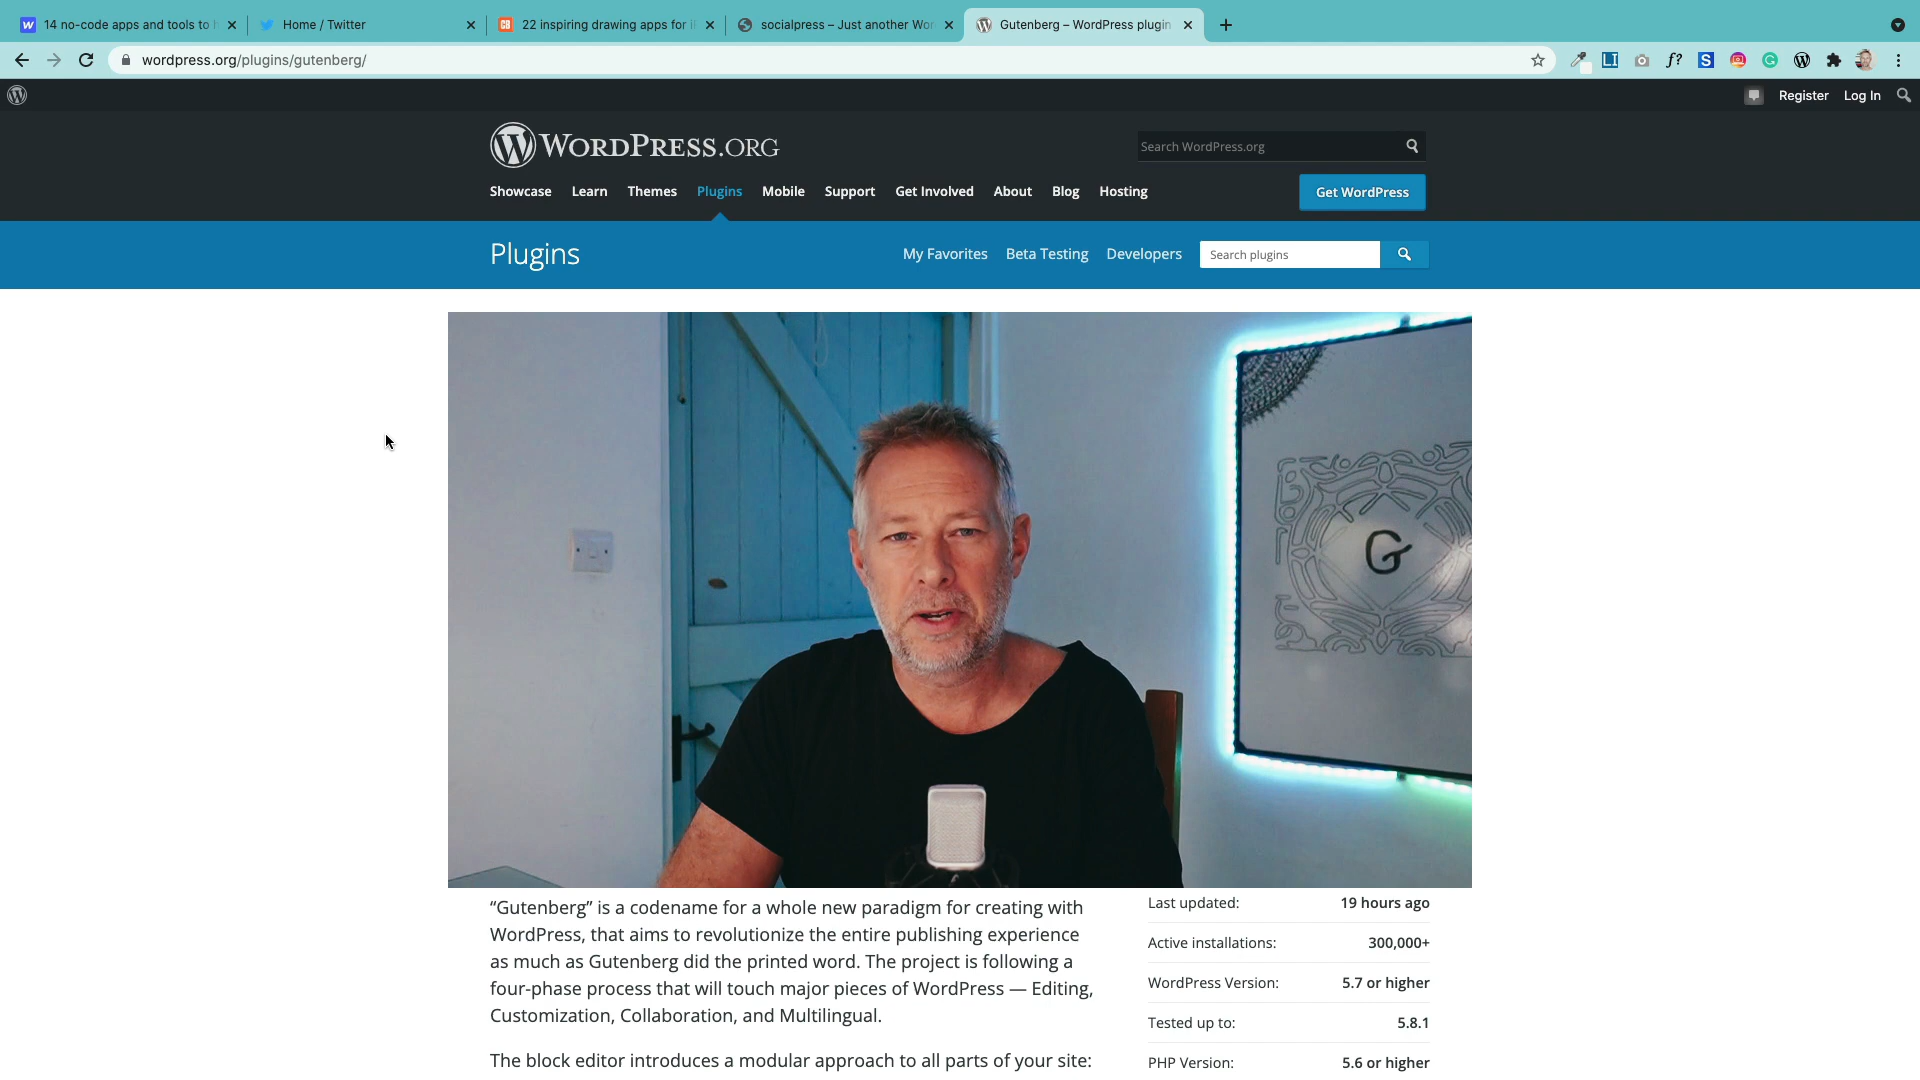 14 no-code apps and tools to h
Home / Twitter
22 inspiring drawing apps for i
socialpress – Just another Wor
Gutenberg – WordPress plugin
wordpress.org/plugins/gutenberg/
Register
Log In
WORDPRESS.ORG
Search WordPress.org
Showcase
Learn
Themes
Plugins
Mobile
Support
Get Involved
About
Blog
Hosting
Get WordPress
Plugins
My Favorites
Beta Testing
Developers
Search plugins
G
“Gutenberg” is a codename for a whole new paradigm for creating with
WordPress, that aims to revolutionize the entire publishing experience
as much as Gutenberg did the printed word. The project is following a
four-phase process that will touch major pieces of WordPress — Editing,
Customization, Collaboration, and Multilingual.
The block editor introduces a modular approach to all parts of your site:
Last updated: 19 hours ago
Active installations: 300,000+
WordPress Version: 5.7 or higher
Tested up to: 5.8.1
PHP Version: 5.6 or higher